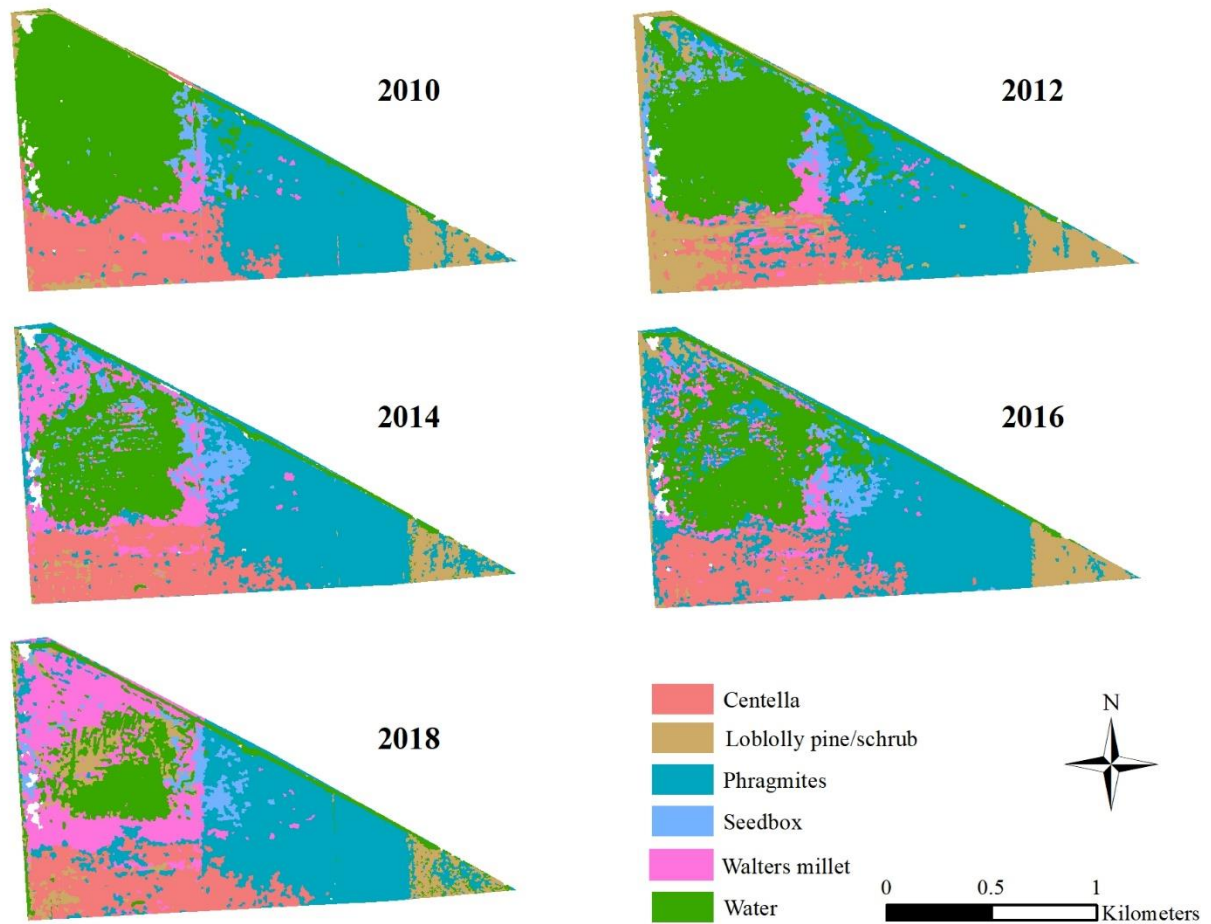 2010
2012
2014
2016
2018
Centella
Loblolly pine/schrub
Phragmites
Seedbox
Walters millet
Water
N
0 0.5 1
Kilometers